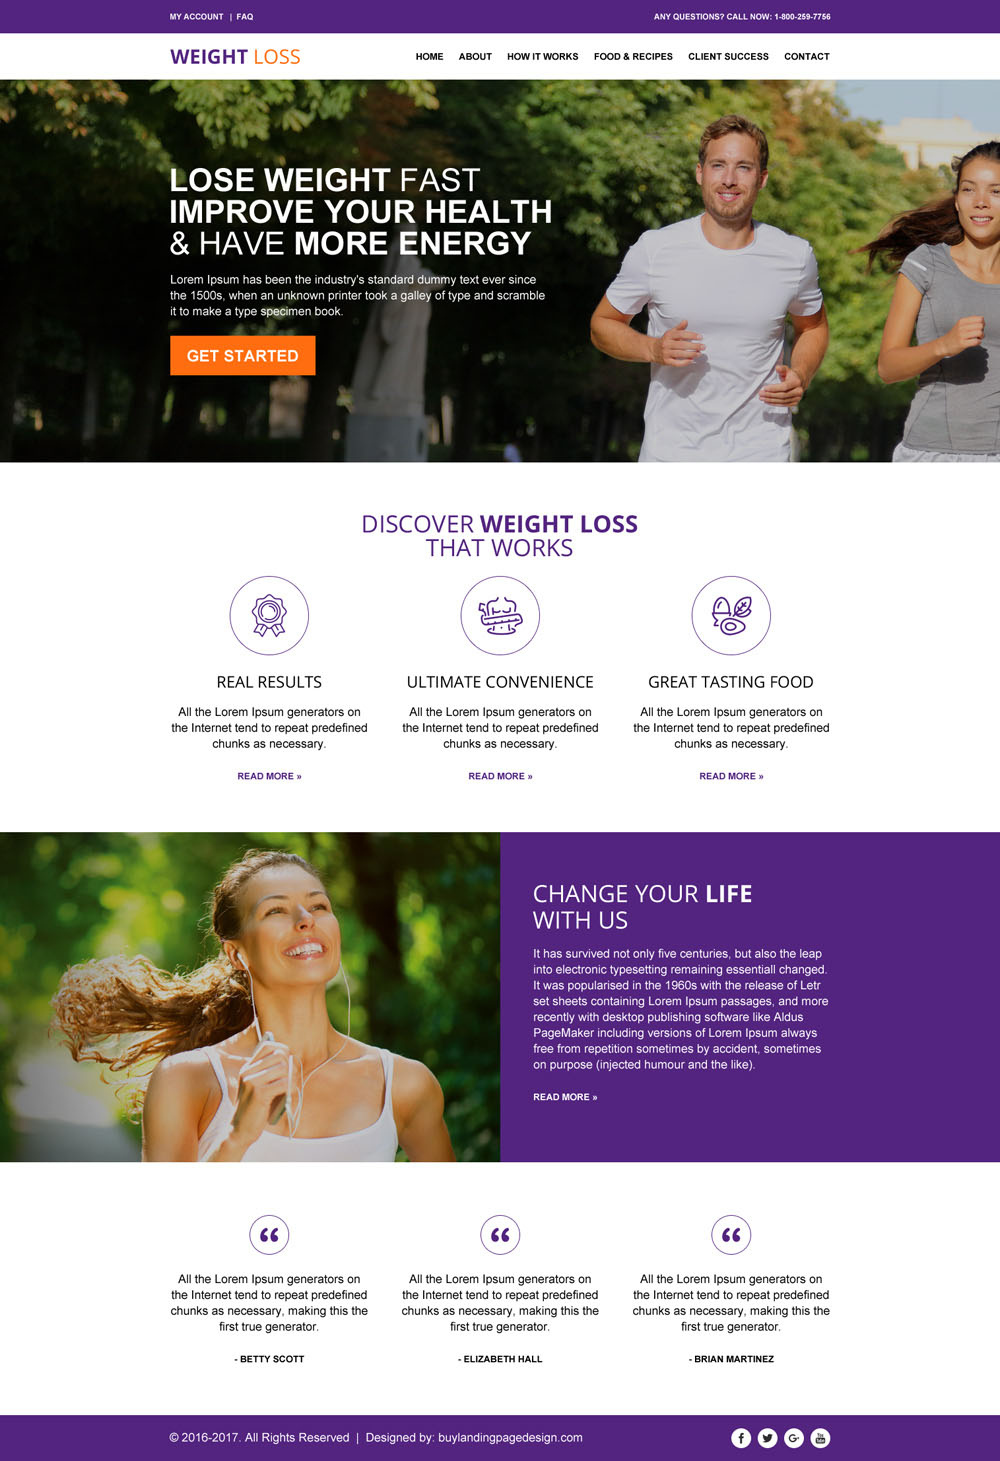 MY ACCOUNT | FAQ
ANY QUESTIONS? CALL NOW: 1-800-259-7756
WEIGHT LOSS
HOME ABOUT HOW IT WORKS FOOD & RECIPES CLIENT SUCCESS CONTACT
LOSE WEIGHT FAST
IMPROVE YOUR HEALTH
& HAVE MORE ENERGY
Lorem Ipsum has been the industry's standard dummy text ever since
the 1500s, when an unknown printer took a galley of type and scramble
it to make a type specimen book.
GET STARTED
DISCOVER WEIGHT LOSS
THAT WORKS
REAL RESULTS
All the Lorem Ipsum generators on
the Internet tend to repeat predefined
chunks as necessary.
READ MORE »
ULTIMATE CONVENIENCE
All the Lorem Ipsum generators on
the Internet tend to repeat predefined
chunks as necessary.
READ MORE »
GREAT TASTING FOOD
All the Lorem Ipsum generators on
the Internet tend to repeat predefined
chunks as necessary.
READ MORE »
CHANGE YOUR LIFE
WITH US
It has survived not only five centuries, but also the leap
into electronic typesetting remaining essentiall changed.
It was popularised in the 1960s with the release of Letr
set sheets containing Lorem Ipsum passages, and more
recently with desktop publishing software like Aldus
PageMaker including versions of Lorem Ipsum always
free from repetition sometimes by accident, sometimes
on purpose (injected humour and the like).
READ MORE »
All the Lorem Ipsum generators on
the Internet tend to repeat predefined
chunks as necessary, making this the
first true generator.
- BETTY SCOTT
All the Lorem Ipsum generators on
the Internet tend to repeat predefined
chunks as necessary, making this the
first true generator.
- ELIZABETH HALL
All the Lorem Ipsum generators on
the Internet tend to repeat predefined
chunks as necessary, making this the
first true generator.
- BRIAN MARTINEZ
© 2016-2017. All Rights Reserved | Designed by: buylandingpagedesign.com